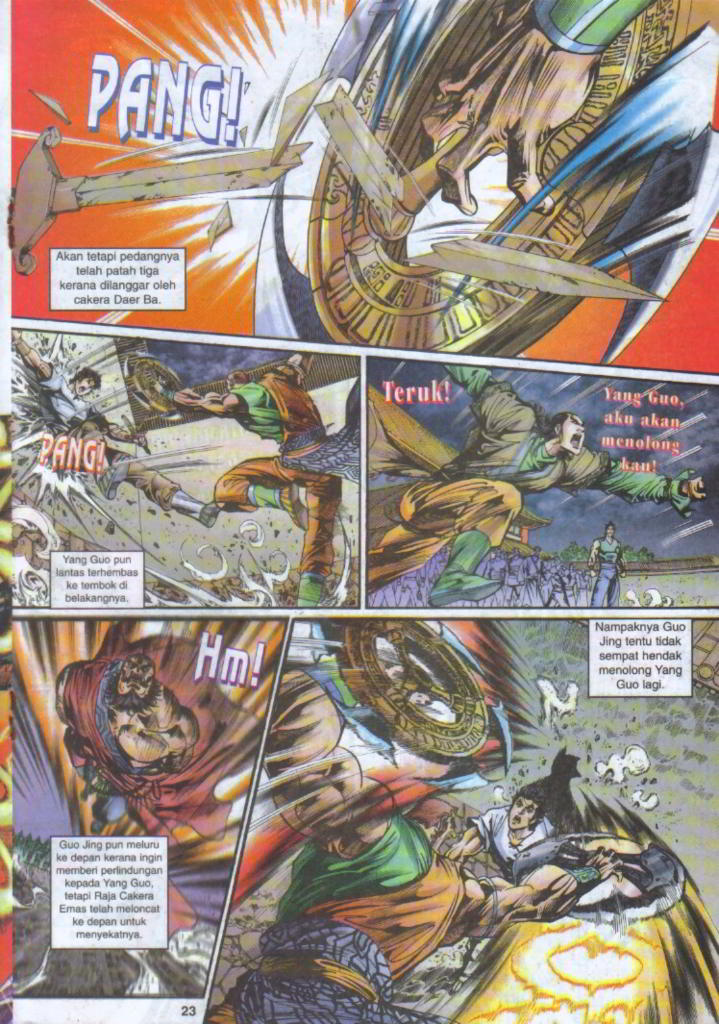 PANG!
Akan tetapi pedangnya
telah patah tiga
kerana dilanggar oleh
cakera Daer Ba.
PANG!
Yang Guo pun
lantas terhembas
ke tembok di
belakangnya.
Teruk!
Yang Guo,
aku akan
menolong
kau!
Hm!
Guo Jing pun meluru
ke depan kerana ingin
memberi perlindungan
kepada Yang Guo,
tetapi Raja Cakera
Emas telah meloncat
ke depan untuk
menyekatnya.
Nampaknya Guo
Jing tentu tidak
sempat hendak
menolong Yang
Guo lagi.
23